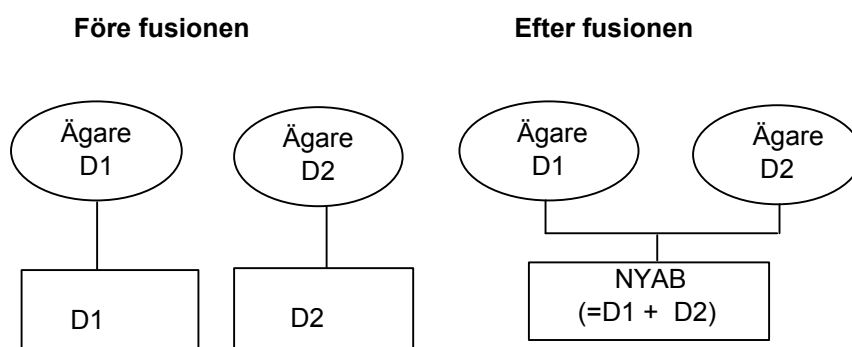 Före fusionen
Efter fusionen
Ägare
D1
Ägare
D2
Ägare
D1
Ägare
D2
D1
D2
NYAB
(=D1 + D2)